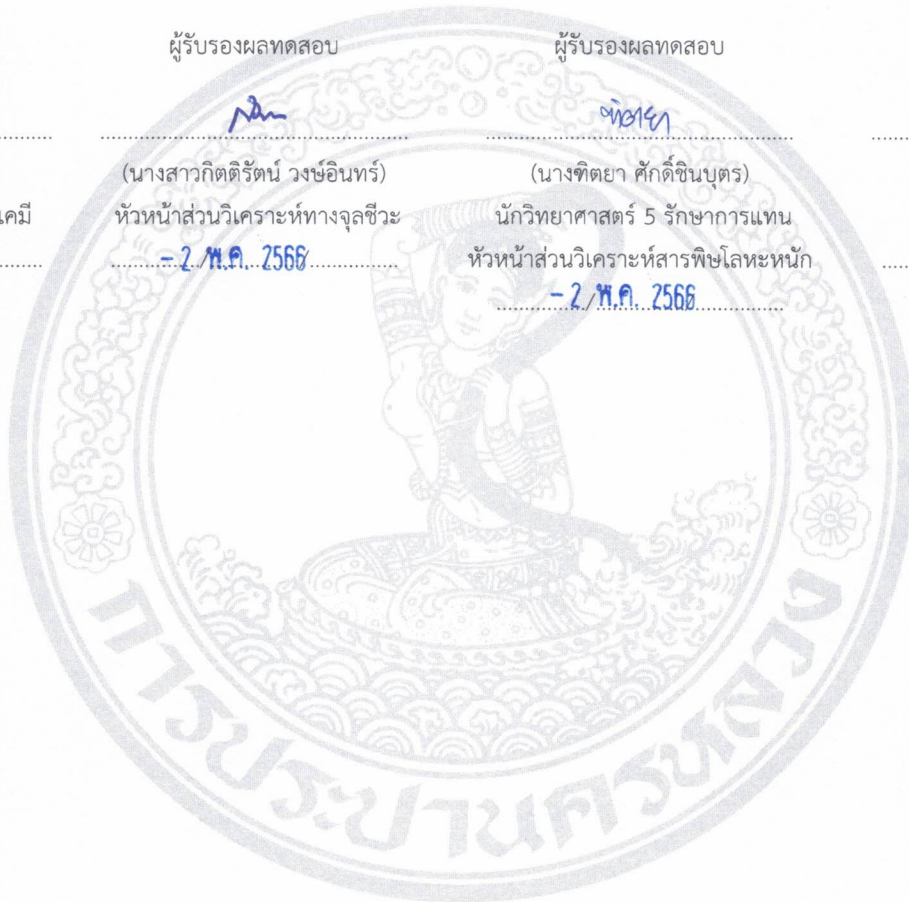 ผู้รับรองผลทดสอบ
ผู้รับรองผลทดสอบ
(นางสาวกิตติรัตน์ วงษ์อินทร์)
(นางฑิตยา ศักดิ์ชินบุตร)
เคมี
หัวหน้าส่วนวิเคราะห์ทางจุลชีวะ
นักวิทยาศาสตร์ 5 รักษาการแทน
- 2 พ.ค. 2566
หัวหน้าส่วนวิเคราะห์สารพิษโลหะหนัก
- 2 พ.ค. 2566
การประปานครหลวง